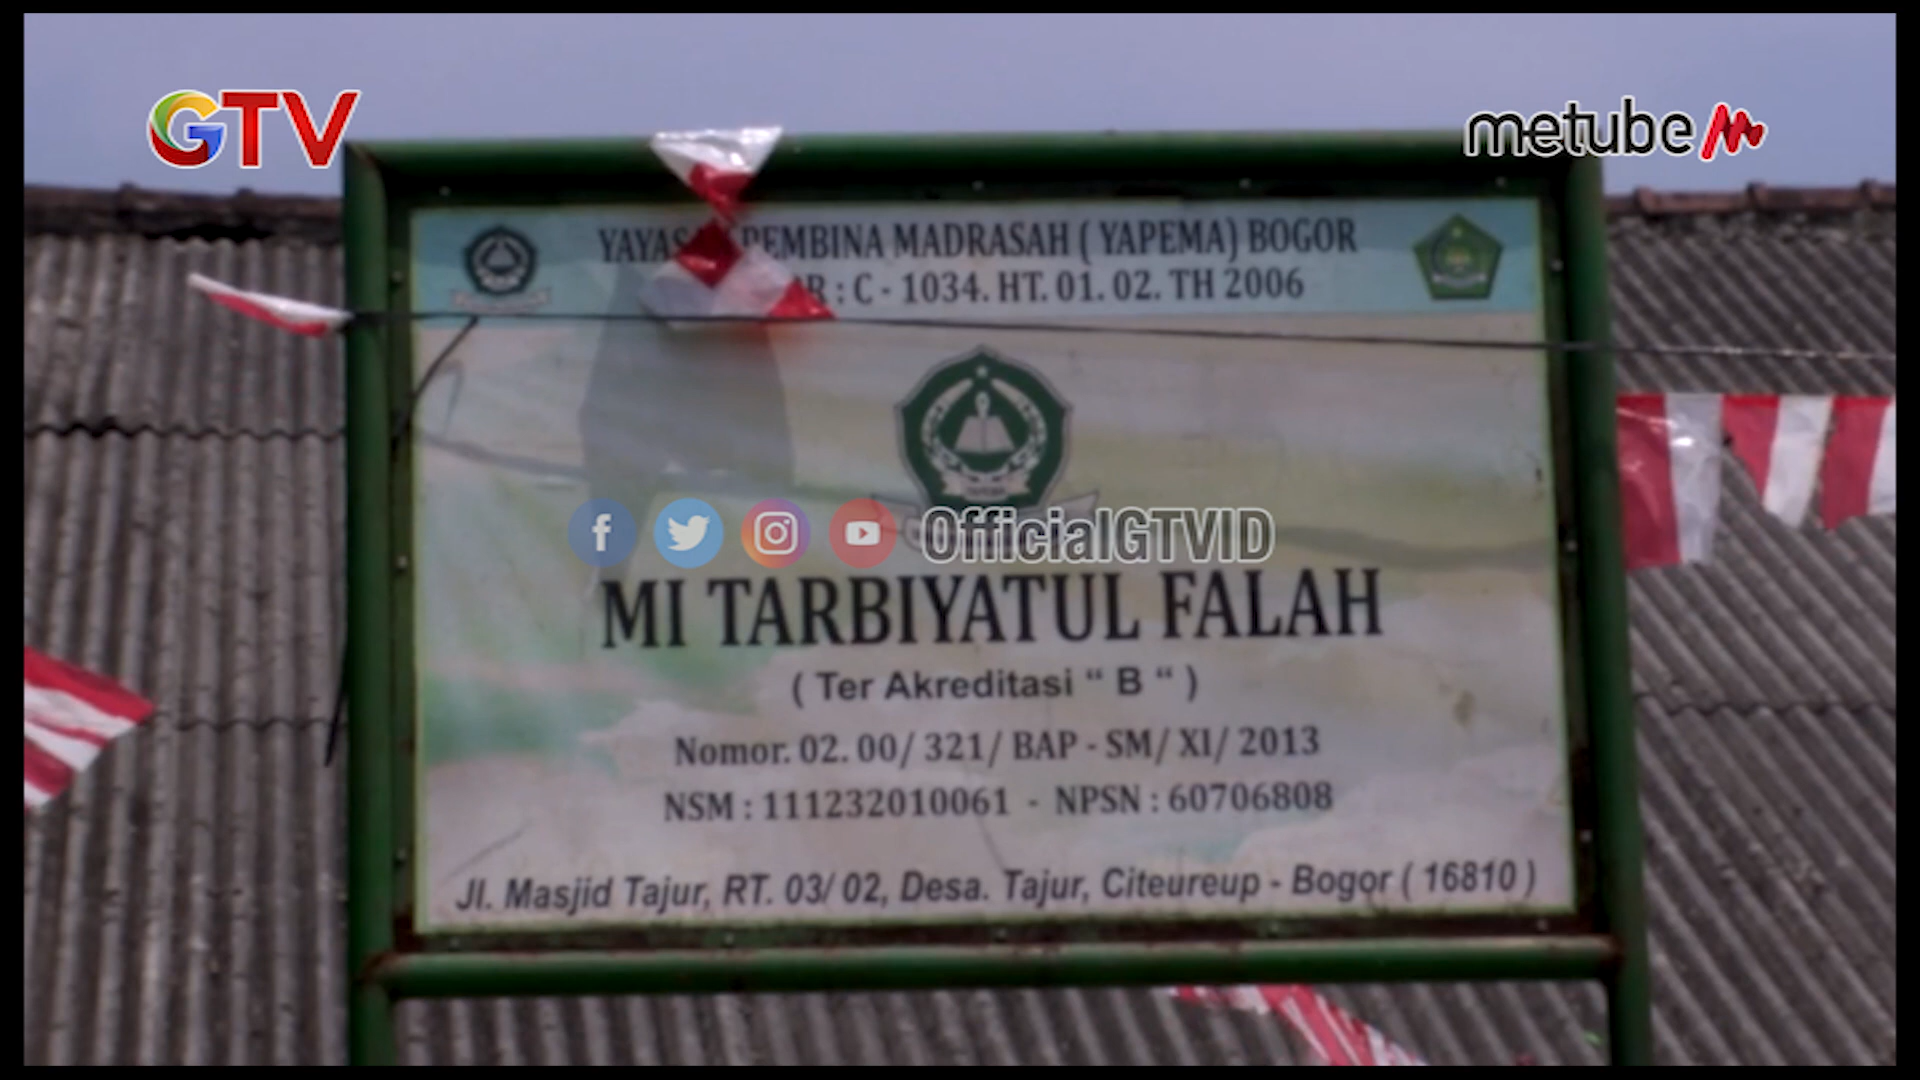 GTV
metube
PEMBINA MADRASAH ( YAPEMA) BOGOR
: C - 1034. HT. 01. 02. TH 2006
OfficialGTVID
MI TARBIYATUL FALAH
( Ter Akreditasi “ B “ )
Nomor. 02. 00/ 321/ BAP - SM/ XI/ 2013
NSM : 111232010061 - NPSN : 60706808
Jl. Masjid Tajur, RT. 03/ 02, Desa. Tajur, Citeureup - Bogor ( 16810 )